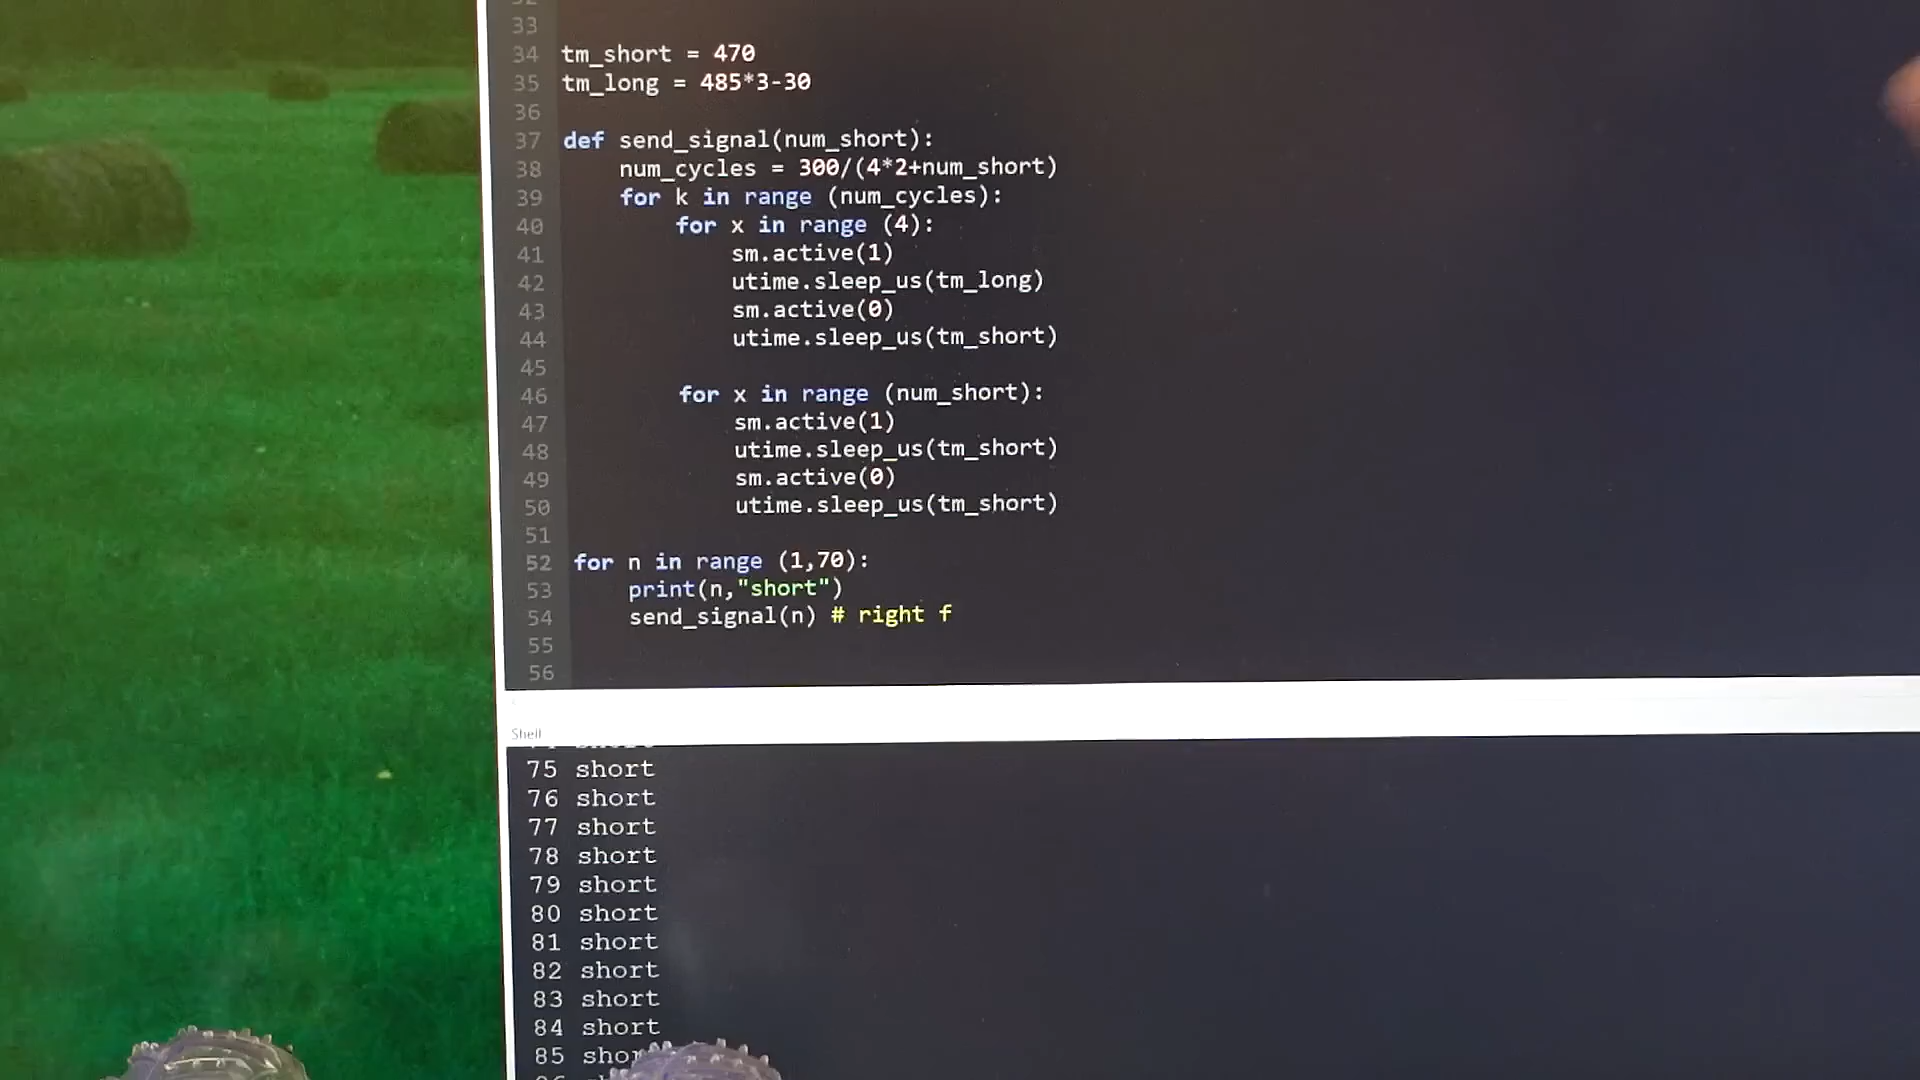 33
34 tm_short = 470
35 tm_long = 485*3-30
36
37 def send_signal(num_short):
38 num_cycles = 300/(4*2+num_short)
39 for k in range (num_cycles):
40 for x in range (4):
41 sm.active(1)
42 utime.sleep_us(tm_long)
43 sm.active(0)
44 utime.sleep_us(tm_short)
45
46 for x in range (num_short):
47 sm.active(1)
48 utime.sleep_us(tm_short)
49 sm.active(0)
50 utime.sleep_us(tm_short)
51
52 for n in range (1,70):
53 print(n,"short")
54 send_signal(n) # right f
55
56
Shell
75 short
76 short
77 short
78 short
79 short
80 short
81 short
82 short
83 short
84 short
85